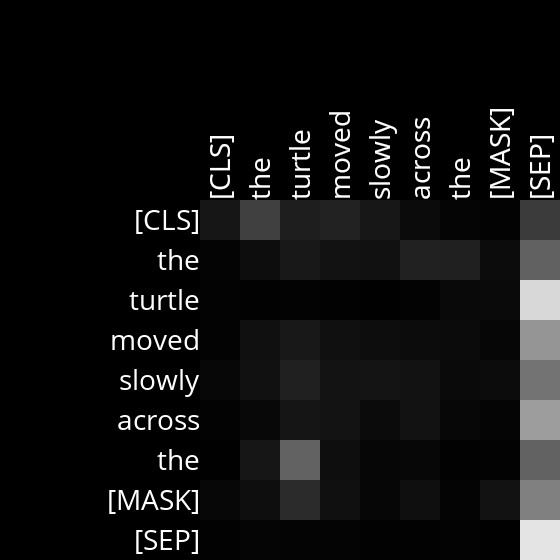 [CLS] the turtle moved slowly across the [MASK] [SEP]
[CLS]
the
turtle
moved
slowly
across
the
[MASK]
[SEP]